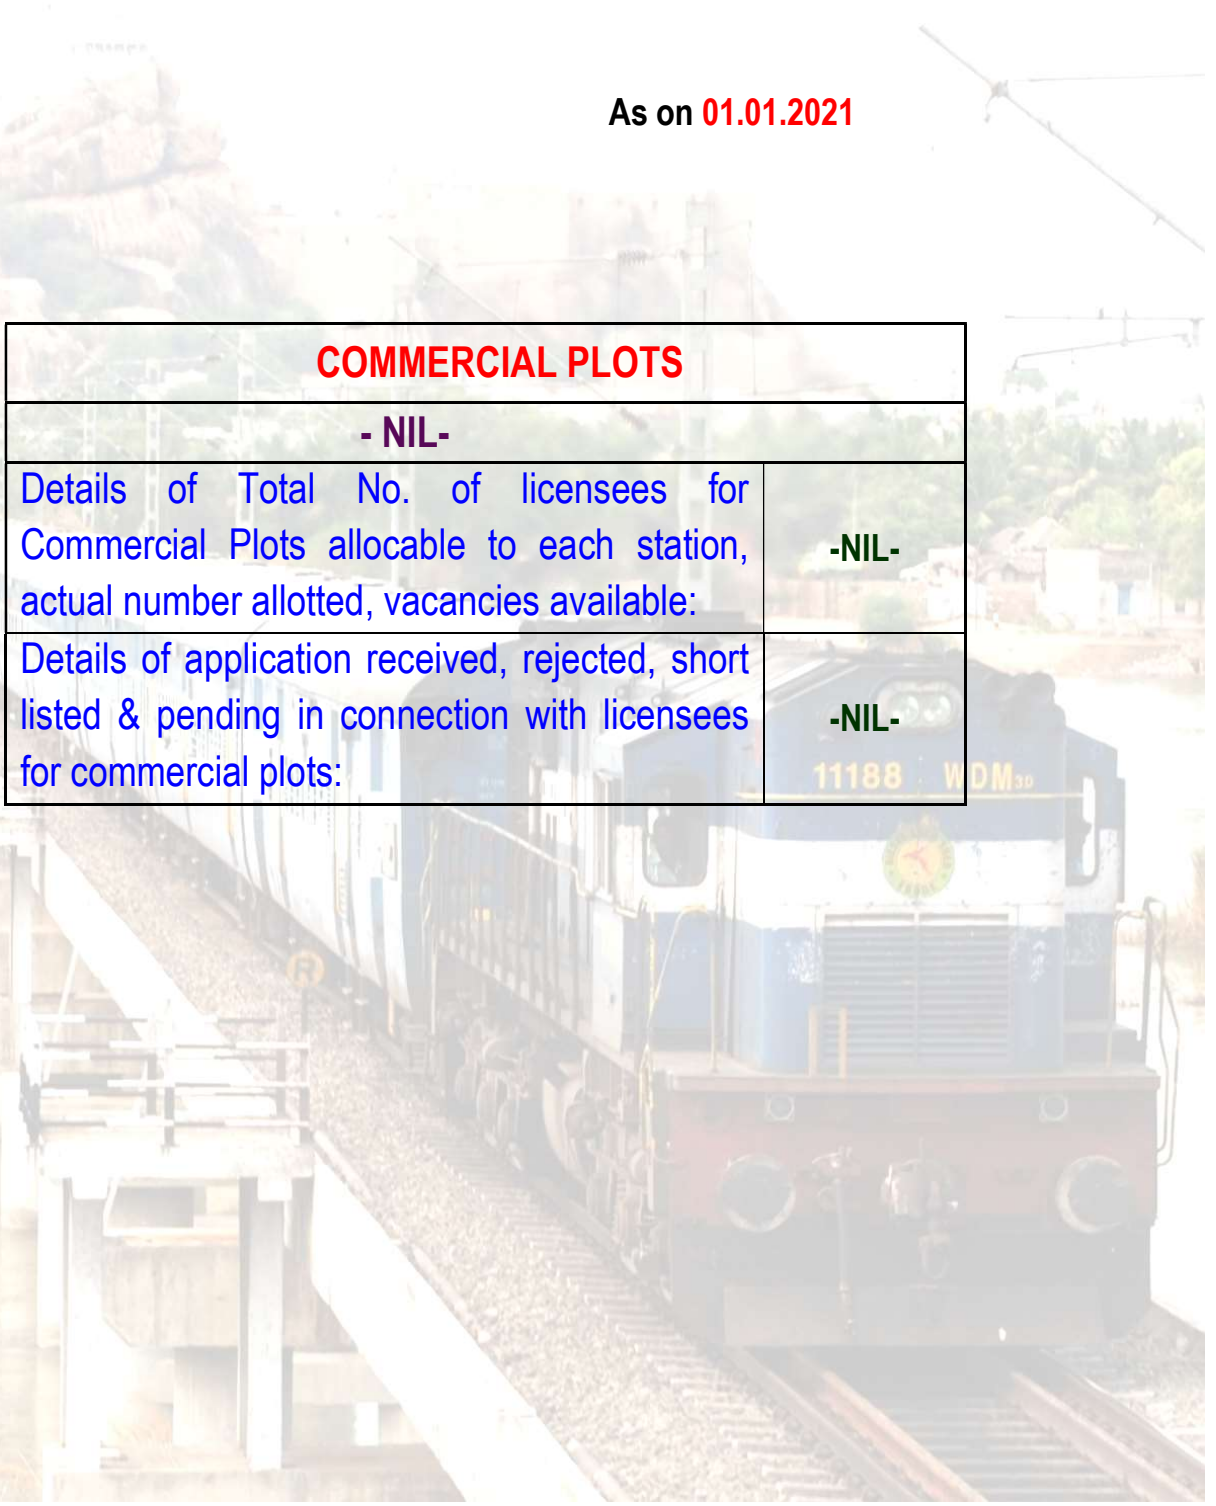 As on 01.01.2021
COMMERCIAL PLOTS
- NIL-
Details of Total No. of licensees for
Commercial Plots allocable to each station,
actual number allotted, vacancies available:
-NIL-
Details of application received, rejected, short
listed & pending in connection with licensees
for commercial plots:
-NIL-
11188 WDM3D
R